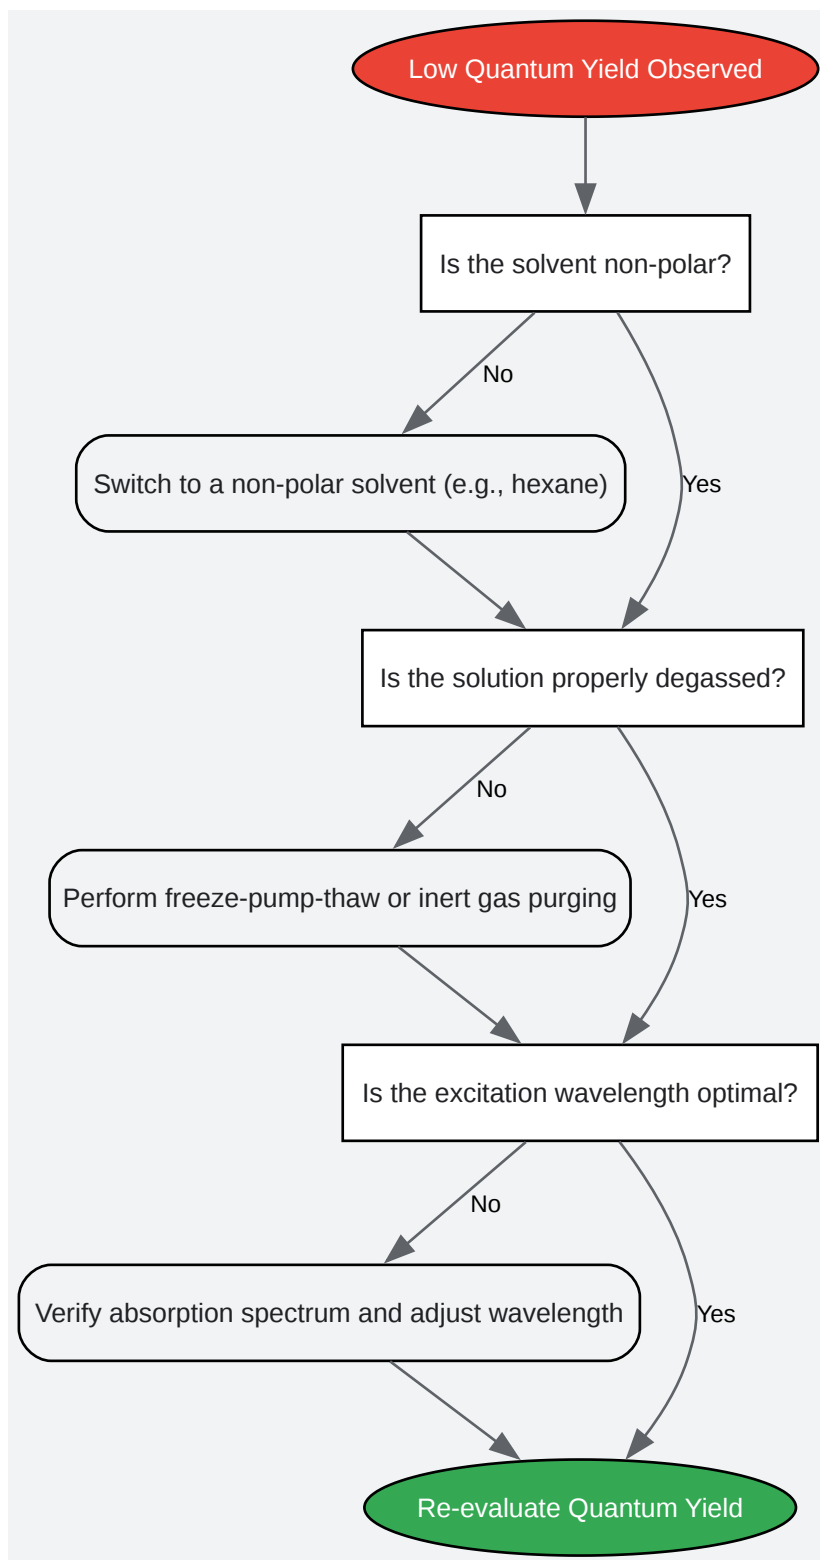 Low Quantum Yield Observed
Is the solvent non-polar?
No
Switch to a non-polar solvent (e.g., hexane)
Yes
Is the solution properly degassed?
No
Perform freeze-pump-thaw or inert gas purging
Yes
Is the excitation wavelength optimal?
No
Verify absorption spectrum and adjust wavelength
Yes
Re-evaluate Quantum Yield